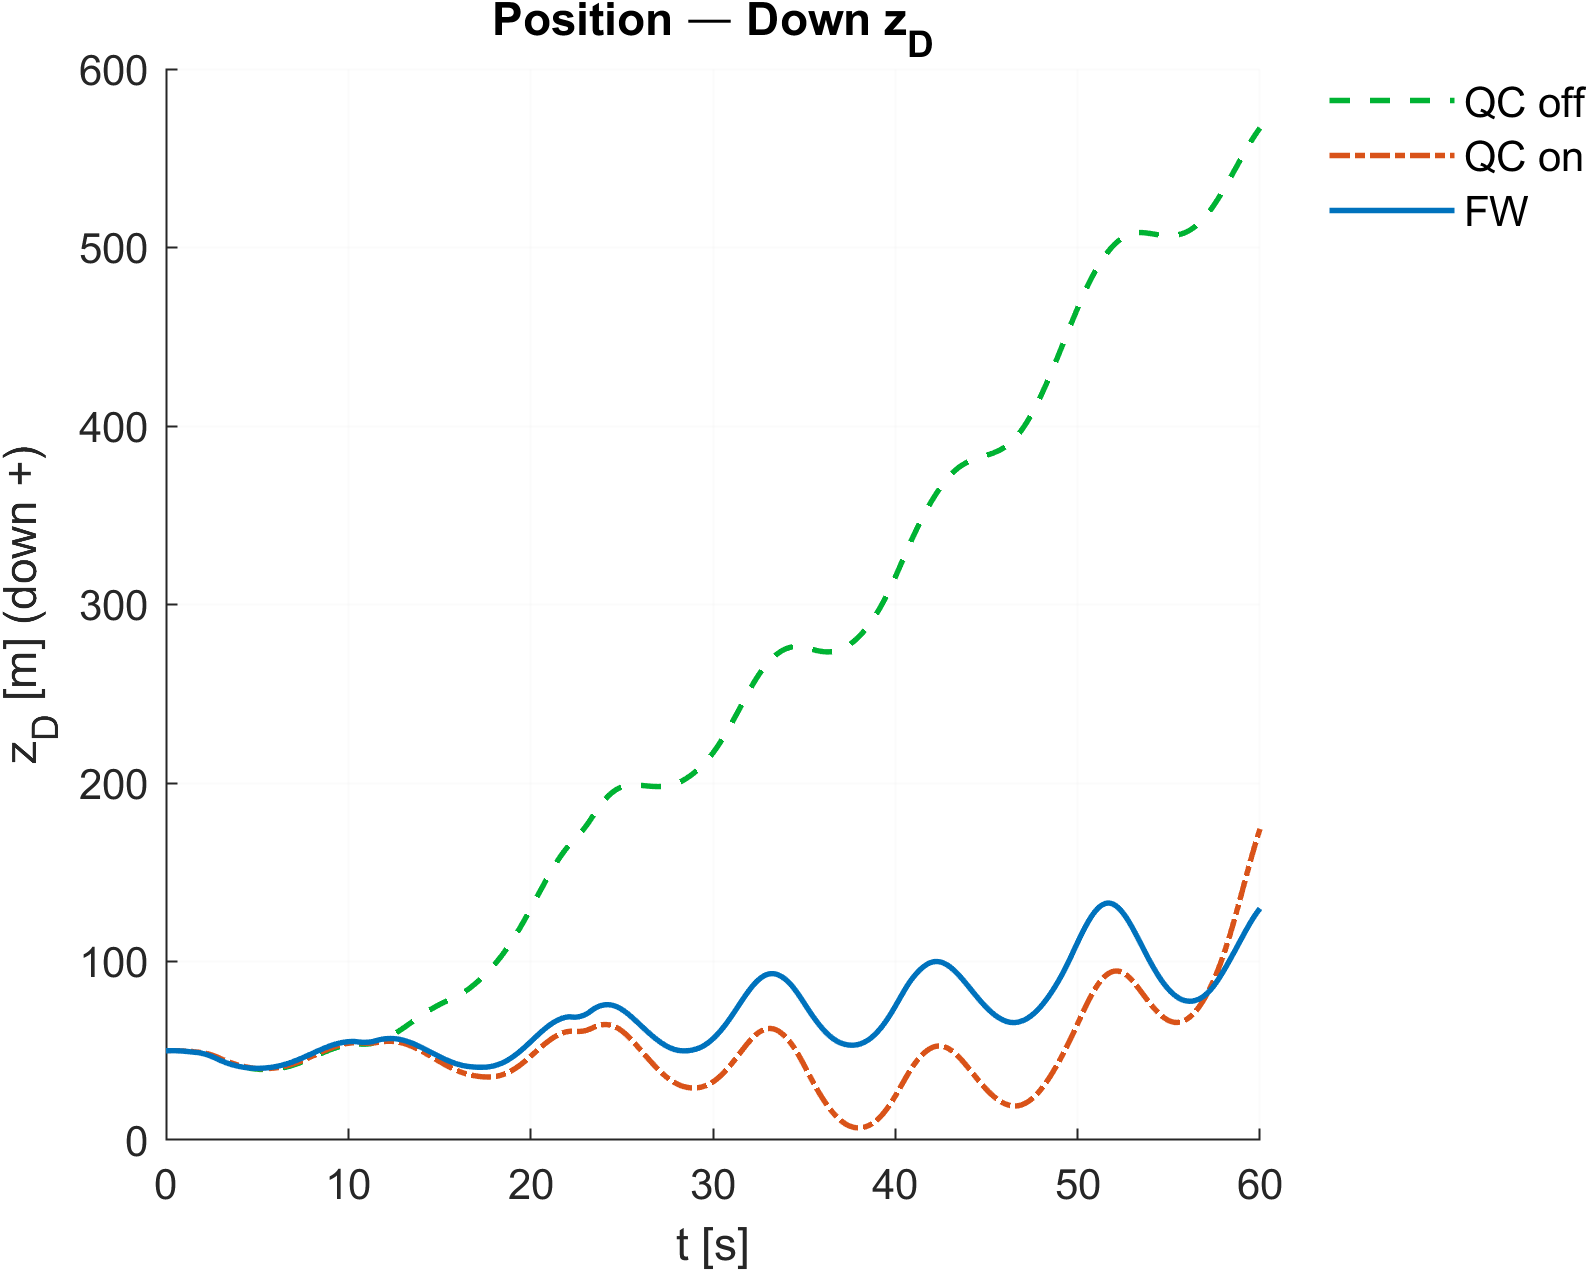 Position — Down z_D
600
500
400
300
200
100
0
z_D [m] (down +)
0 10 20 30 40 50 60
t [s]
QC off
QC on
FW